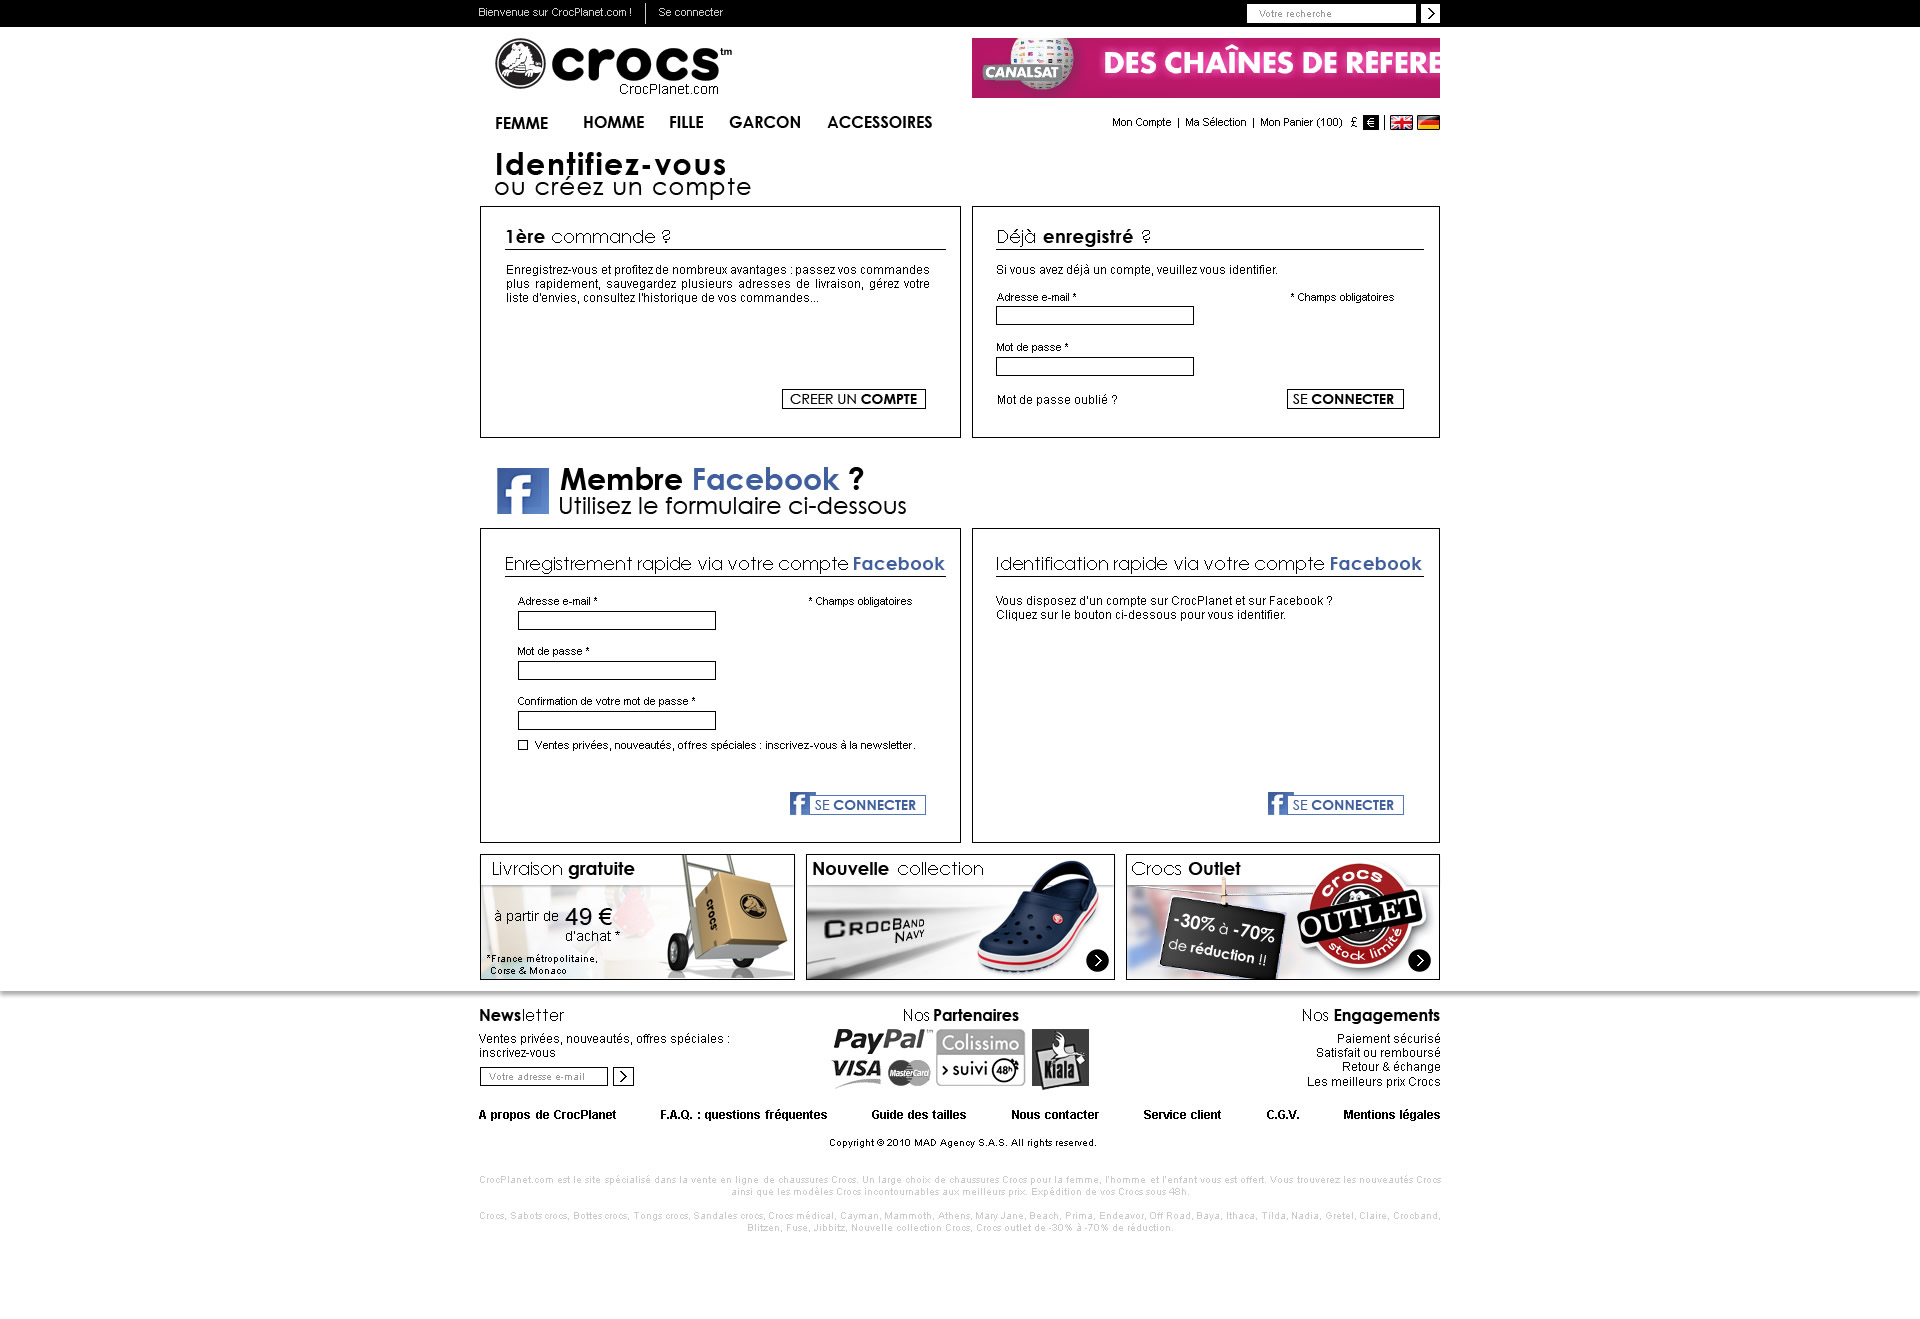 Bienvenue sur CrocPlanet.com !
Se connecter
Votre recherche
crocs™
CrocPlanet.com
CANALSAT
DES CHAÎNES DE RÉFÉRE
FEMME
HOMME
FILLE
GARCON
ACCESSOIRES
Mon Compte | Ma Sélection | Mon Panier (100) £ €
Identifiez-vous
ou créez un compte
1ère commande ?
Enregistrez-vous et profitez de nombreux avantages : passez vos commandes
plus rapidement, sauvegardez plusieurs adresses de livraison, gérez votre
liste d'envies, consultez l'historique de vos commandes...
CREER UN COMPTE
Déjà enregistré ?
Si vous avez déjà un compte, veuillez vous identifier.
Adresse e-mail *
* Champs obligatoires
Mot de passe *
Mot de passe oublié ?
SE CONNECTER
Membre Facebook ?
Utilisez le formulaire ci-dessous
Enregistrement rapide via votre compte Facebook
Adresse e-mail *
* Champs obligatoires
Mot de passe *
Confirmation de votre mot de passe *
Ventes privées, nouveautés, offres spéciales : inscrivez-vous à la newsletter.
f SE CONNECTER
Identification rapide via votre compte Facebook
Vous disposez d'un compte sur CrocPlanet et sur Facebook ?
Cliquez sur le bouton ci-dessous pour vous identifier.
f SE CONNECTER
Livraison gratuite
à partir de 49 €
d'achat *
*France métropolitaine,
Corse & Monaco
crocs
Nouvelle collection
CROCBAND
NAVY
Crocs Outlet
-30% à -70%
de réduction !!
crocs
OUTLET
stock limité
Newsletter
Ventes privées, nouveautés, offres spéciales :
inscrivez-vous
Votre adresse e-mail
Nos Partenaires
PayPal™
VISA
MasterCard
Colissimo
> suivi 48h
Kiala
Nos Engagements
Paiement sécurisé
Satisfait ou remboursé
Retour & échange
Les meilleurs prix Crocs
A propos de CrocPlanet
F.A.Q. : questions fréquentes
Guide des tailles
Nous contacter
Service client
C.G.V.
Mentions légales
Copyright © 2010 MAD Agency S.A.S. All rights reserved.
CrocPlanet.com est le site spécialisé dans la vente en ligne de chaussures Crocs. Un large choix de chaussures Crocs pour la femme, l'homme et l'enfant vous est offert. Vous trouverez les nouveautés Crocs
ainsi que les modèles Crocs incontournables aux meilleurs prix. Expédition de vos Crocs sous 48h.
Crocs, Sabots crocs, Bottes crocs, Tongs crocs, Sandales crocs, Crocs médical, Cayman, Mammoth, Athens, Mary Jane, Beach, Prima, Endeavor, Off Road, Baya, Ithaca, Tilda, Nadia, Gretel, Claire, Crocband,
Blitzen, Fuse, Jibbitz, Nouvelle collection Crocs, Crocs outlet de -30% à -70% de réduction.